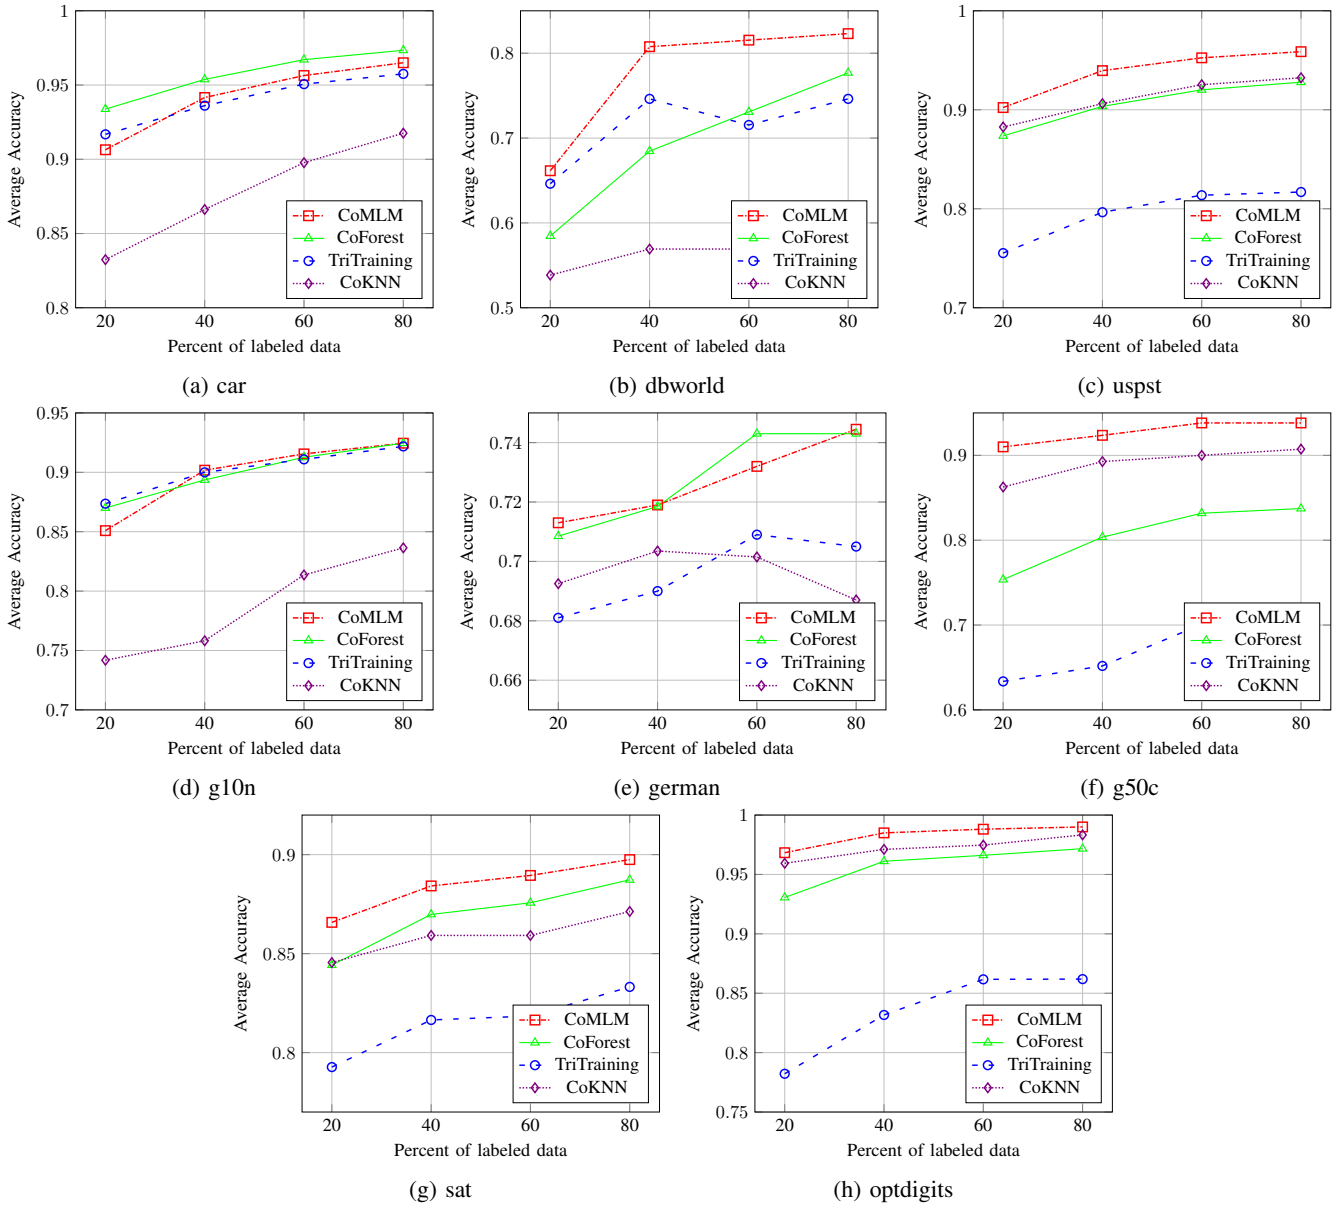 1
0.95
0.9
0.85
0.8
20 40 60 80
Average Accuracy
Percent of labeled data
CoMLM
CoForest
TriTraining
CoKNN
(a) car
0.8
0.7
0.6
0.5
20 40 60 80
Average Accuracy
Percent of labeled data
CoMLM
CoForest
TriTraining
CoKNN
(b) dbworld
1
0.9
0.8
0.7
20 40 60 80
Average Accuracy
Percent of labeled data
CoMLM
CoForest
TriTraining
CoKNN
(c) uspst
0.95
0.9
0.85
0.8
0.75
0.7
20 40 60 80
Average Accuracy
Percent of labeled data
CoMLM
CoForest
TriTraining
CoKNN
(d) g10n
0.74
0.72
0.7
0.68
0.66
20 40 60 80
Average Accuracy
Percent of labeled data
CoMLM
CoForest
TriTraining
CoKNN
(e) german
0.9
0.8
0.7
0.6
20 40 60 80
Average Accuracy
Percent of labeled data
CoMLM
CoForest
TriTraining
CoKNN
(f) g50c
0.9
0.85
0.8
20 40 60 80
Average Accuracy
Percent of labeled data
CoMLM
CoForest
TriTraining
CoKNN
(g) sat
1
0.95
0.9
0.85
0.8
0.75
20 40 60 80
Average Accuracy
Percent of labeled data
CoMLM
CoForest
TriTraining
CoKNN
(h) optdigits